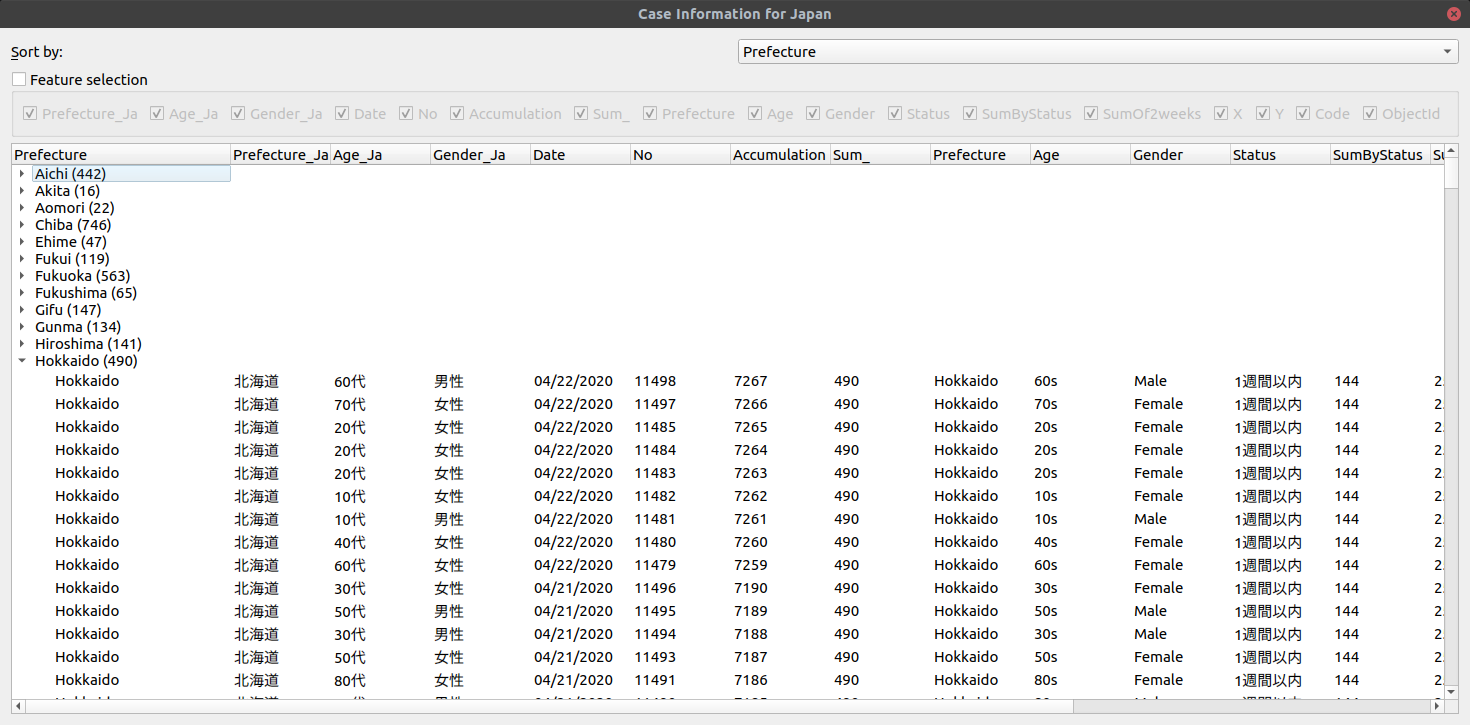 Case Information for Japan
Sort by: Prefecture
Feature selection
Prefecture_Ja Age_Ja Gender_Ja Date No Accumulation Sum_ Prefecture Age Gender Status SumByStatus SumOf2weeks X Y Code ObjectId
Prefecture Prefecture_Ja Age_Ja Gender_Ja Date No Accumulation Sum_ Prefecture Age Gender Status SumByStatus
Aichi (442)
Akita (16)
Aomori (22)
Chiba (746)
Ehime (47)
Fukui (119)
Fukuoka (563)
Fukushima (65)
Gifu (147)
Gunma (134)
Hiroshima (141)
Hokkaido (490)
Hokkaido 北海道 60代 男性 04/22/2020 11498 7267 490 Hokkaido 60s Male 1週間以内 144
Hokkaido 北海道 70代 女性 04/22/2020 11497 7266 490 Hokkaido 70s Female 1週間以内 144
Hokkaido 北海道 20代 女性 04/22/2020 11485 7265 490 Hokkaido 20s Female 1週間以内 144
Hokkaido 北海道 20代 女性 04/22/2020 11484 7264 490 Hokkaido 20s Female 1週間以内 144
Hokkaido 北海道 20代 女性 04/22/2020 11483 7263 490 Hokkaido 20s Female 1週間以内 144
Hokkaido 北海道 10代 女性 04/22/2020 11482 7262 490 Hokkaido 10s Female 1週間以内 144
Hokkaido 北海道 10代 男性 04/22/2020 11481 7261 490 Hokkaido 10s Male 1週間以内 144
Hokkaido 北海道 40代 女性 04/22/2020 11480 7260 490 Hokkaido 40s Female 1週間以内 144
Hokkaido 北海道 60代 女性 04/22/2020 11479 7259 490 Hokkaido 60s Female 1週間以内 144
Hokkaido 北海道 30代 女性 04/21/2020 11496 7190 490 Hokkaido 30s Female 1週間以内 144
Hokkaido 北海道 50代 男性 04/21/2020 11495 7189 490 Hokkaido 50s Male 1週間以内 144
Hokkaido 北海道 30代 男性 04/21/2020 11494 7188 490 Hokkaido 30s Male 1週間以内 144
Hokkaido 北海道 50代 女性 04/21/2020 11493 7187 490 Hokkaido 50s Female 1週間以内 144
Hokkaido 北海道 80代 女性 04/21/2020 11491 7186 490 Hokkaido 80s Female 1週間以内 144